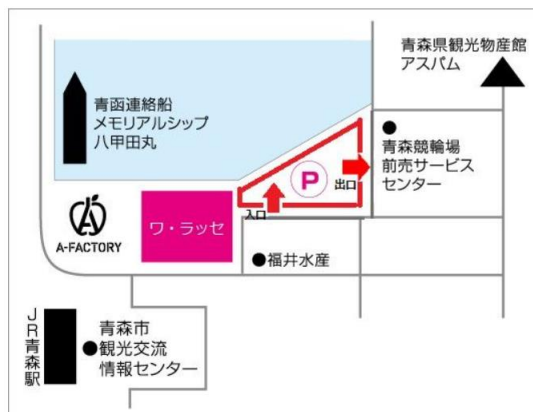 青森県観光物産館
アスパム
青函連絡船
メモリアルシップ
八甲田丸
青森競輪場
前売サービス
センター
P
出口
入口
A-FACTORY
ワ・ラッセ
福井水産
JR青森駅
青森市
観光交流
情報センター